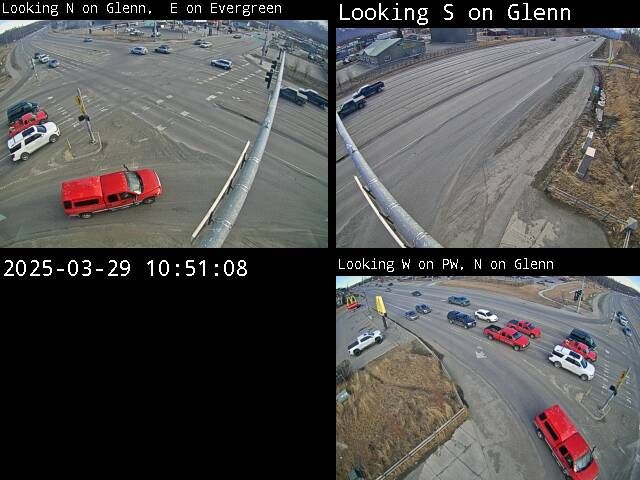 Looking N on Glenn,  E on Evergreen
Looking S on Glenn
2025-03-29 10:51:08
Looking W on PW, N on Glenn